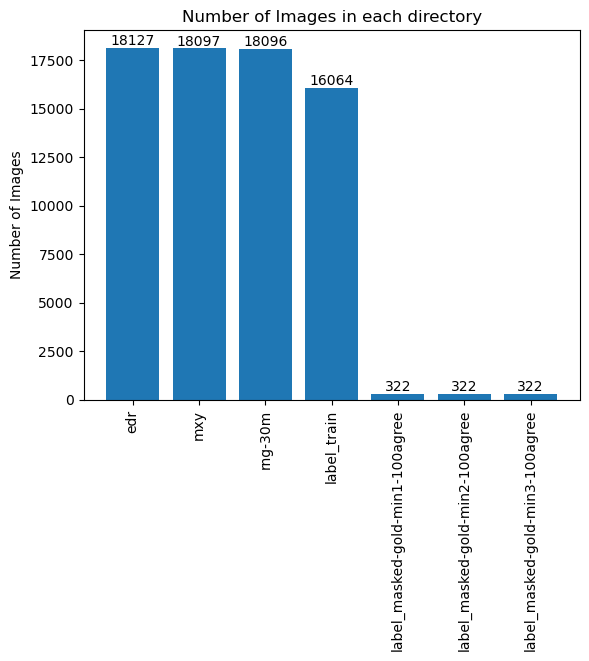 Number of Images in each directory
Number of Images
17500
15000
12500
10000
7500
5000
2500
0
18127
18097
18096
16064
322
322
322
edr
mxy
rng-30m
label_train
label_masked-gold-min1-100agree
label_masked-gold-min2-100agree
label_masked-gold-min3-100agree